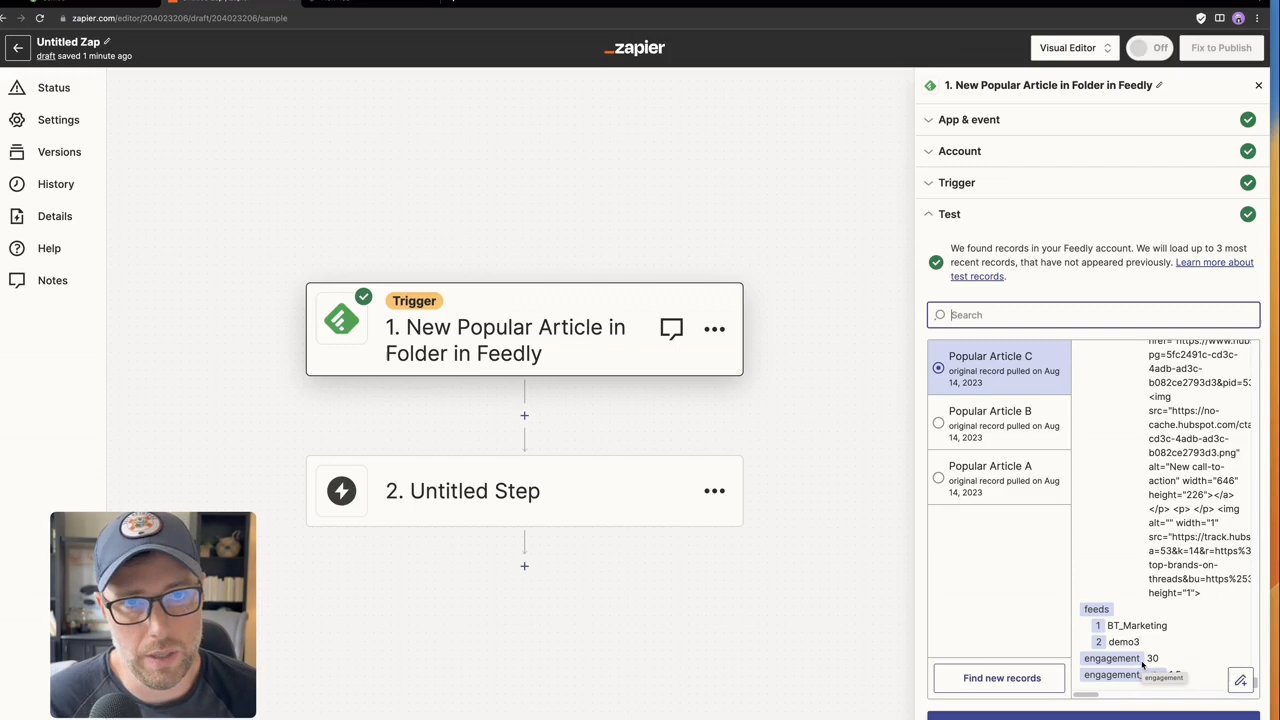 zapier.com/editor/204023206/draft/204023206/sample
Untitled Zap
draft saved 1 minute ago
_zapier
Visual Editor
Off
Fix to Publish
Status
Settings
Versions
History
Details
Help
Notes
Trigger
1. New Popular Article in
Folder in Feedly
2. Untitled Step
1. New Popular Article in Folder in Feedly
App & event
Account
Trigger
Test
We found records in your Feedly account. We will load up to 3 most
recent records, that have not appeared previously. Learn more about
test records.
Search
Popular Article C
original record pulled on Aug
14, 2023
Popular Article B
original record pulled on Aug
14, 2023
Popular Article A
original record pulled on Aug
14, 2023
Find new records
href="https://www.hub
pg=5fc2491c-cd3c-
4adb-ad3c-
b082ce2793d3&pid=53
<img
src="https://no-
cache.hubspot.com/cta
cd3c-4adb-ad3c-
b082ce2793d3.png"
alt="New call-to-
action" width="646"
height="226"></a>
</p> <p> </p> <img
alt="" width="1"
src="https://track.hubs
a=53&k=14&r=https%3
top-brands-on-
threads&bu=https%253
height="1">
feeds
1 BT_Marketing
2 demo3
engagement 30
engagement
engagement